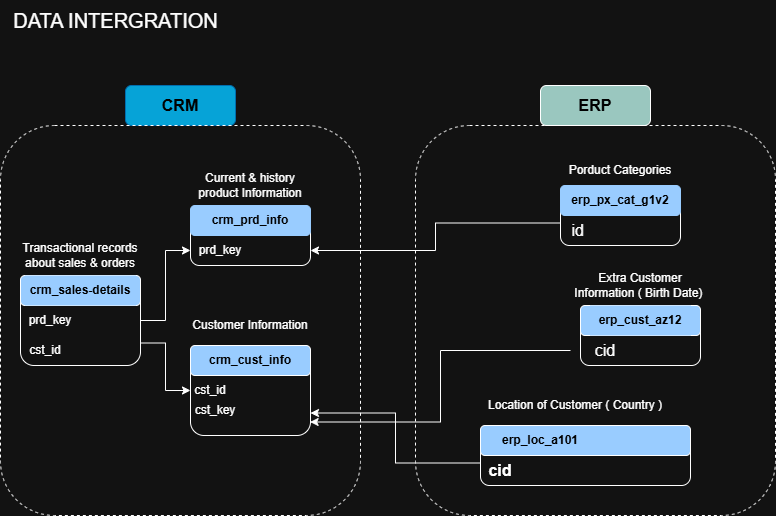 DATA INTERGRATION
CRM
ERP
Current & history
product Information
crm_prd_info
prd_key
Transactional records
about sales & orders
crm_sales-details
prd_key
cst_id
Customer Information
crm_cust_info
cst_id
cst_key
Porduct Categories
erp_px_cat_g1v2
id
Extra Customer
Information ( Birth Date)
erp_cust_az12
cid
Location of Customer ( Country )
erp_loc_a101
cid